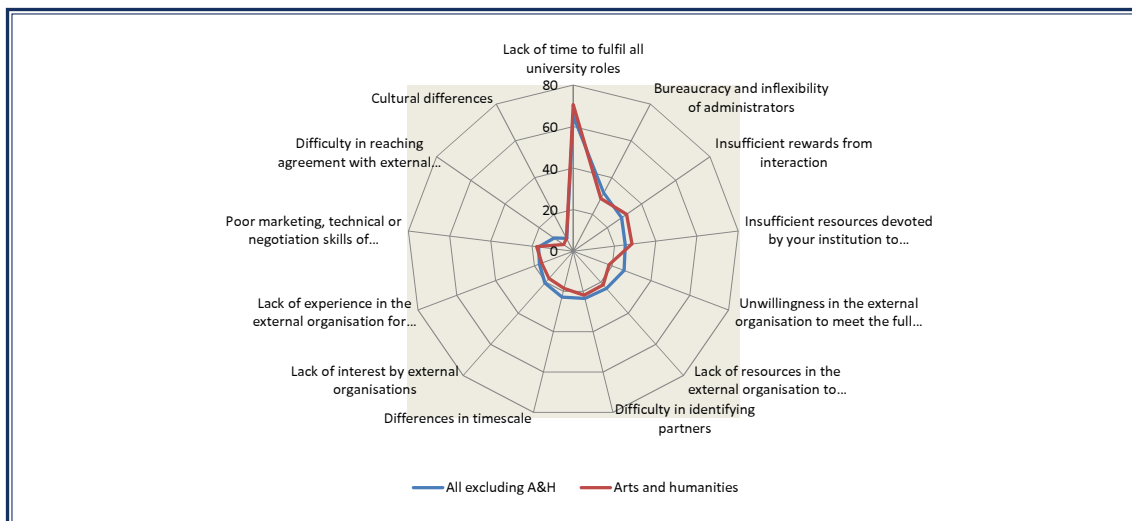 Lack of time to fulfil all
university roles
Bureaucracy and inflexibility
of administrators
Insufficient rewards from
interaction
Insufficient resources devoted
by your institution to...
Unwillingness in the external
organisation to meet the full...
Lack of resources in the
external organisation to...
Difficulty in identifying
partners
Differences in timescale
Lack of interest by external
organisations
Lack of experience in the
external organisation for...
Poor marketing, technical or
negotiation skills of...
Difficulty in reaching
agreement with external...
Cultural differences
80
60
40
20
0
All excluding A&H
Arts and humanities